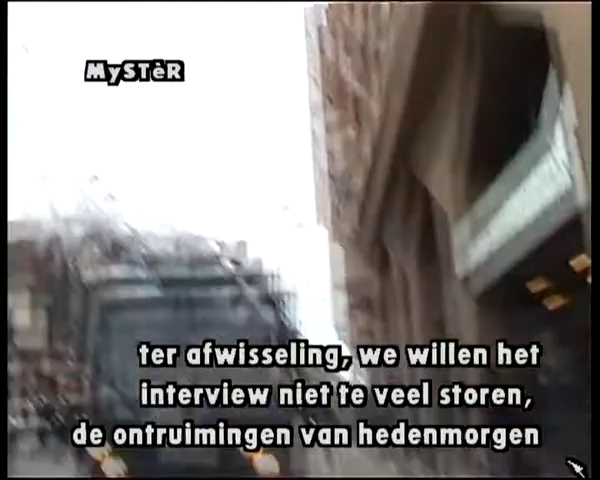 MySTèR
ter afwisseling, we willen het
interview niet te veel storen,
de ontruimingen van hedenmorgen